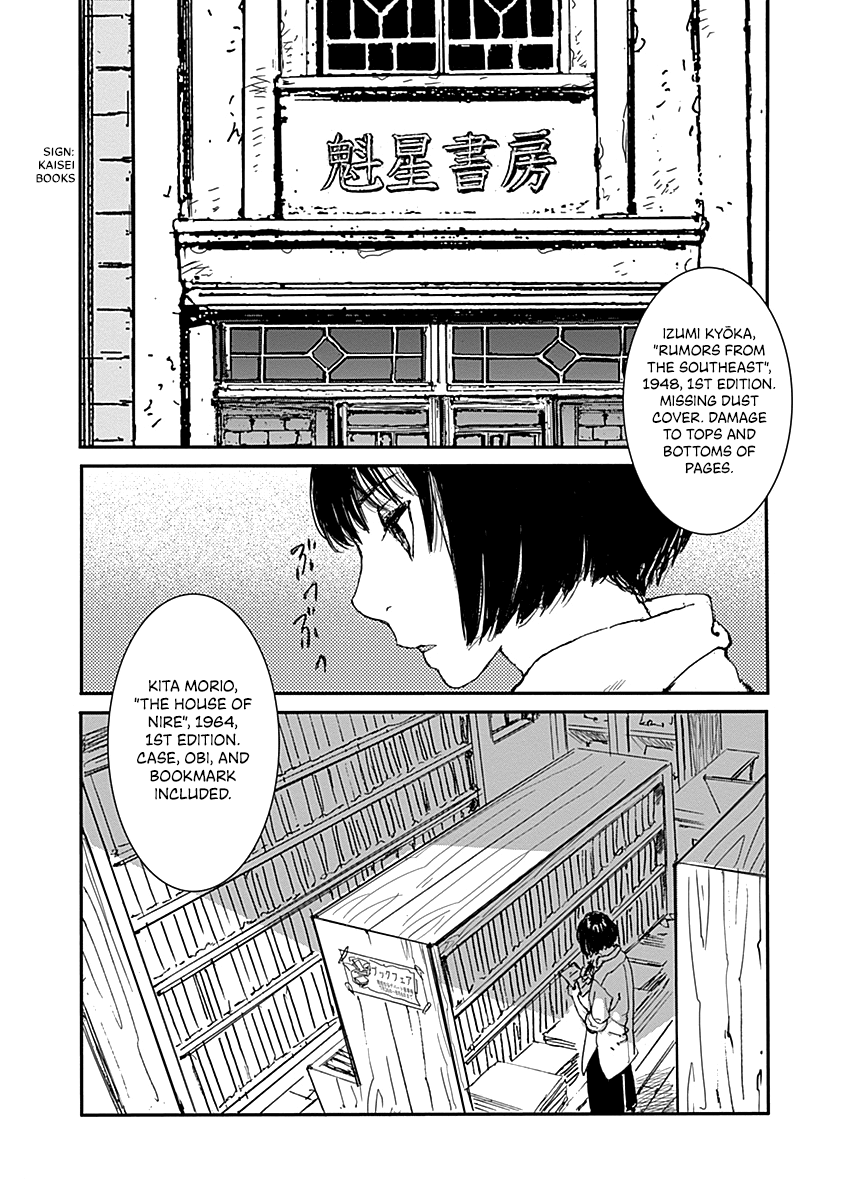 SIGN:
KAISEI
BOOKS
魁星書房
IZUMI KYŌKA,
"RUMORS FROM
THE SOUTHEAST",
1948, 1ST EDITION.
MISSING DUST
COVER. DAMAGE
TO TOPS AND
BOTTOMS OF
PAGES.
ぶつぶつ
KITA MORIO,
"THE HOUSE OF
NIRE", 1964,
1ST EDITION.
CASE, OBI, AND
BOOKMARK
INCLUDED.
ブックフェア